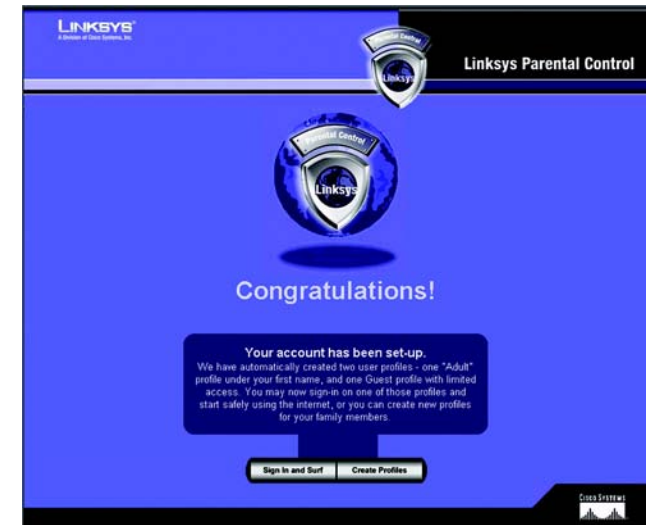 LINKSYS®
A Division of Cisco Systems, Inc.
Parental Control
Linksys
Linksys Parental Control
Parental Control
Linksys
Congratulations!
Your account has been set-up.
We have automatically created two user profiles - one "Adult"
profile under your first name, and one Guest profile with limited
access. You may now sign-in on one of those profiles and
start safely using the internet, or you can create new profiles
for your family members.
Sign In and Surf Create Profiles
CISCO SYSTEMS